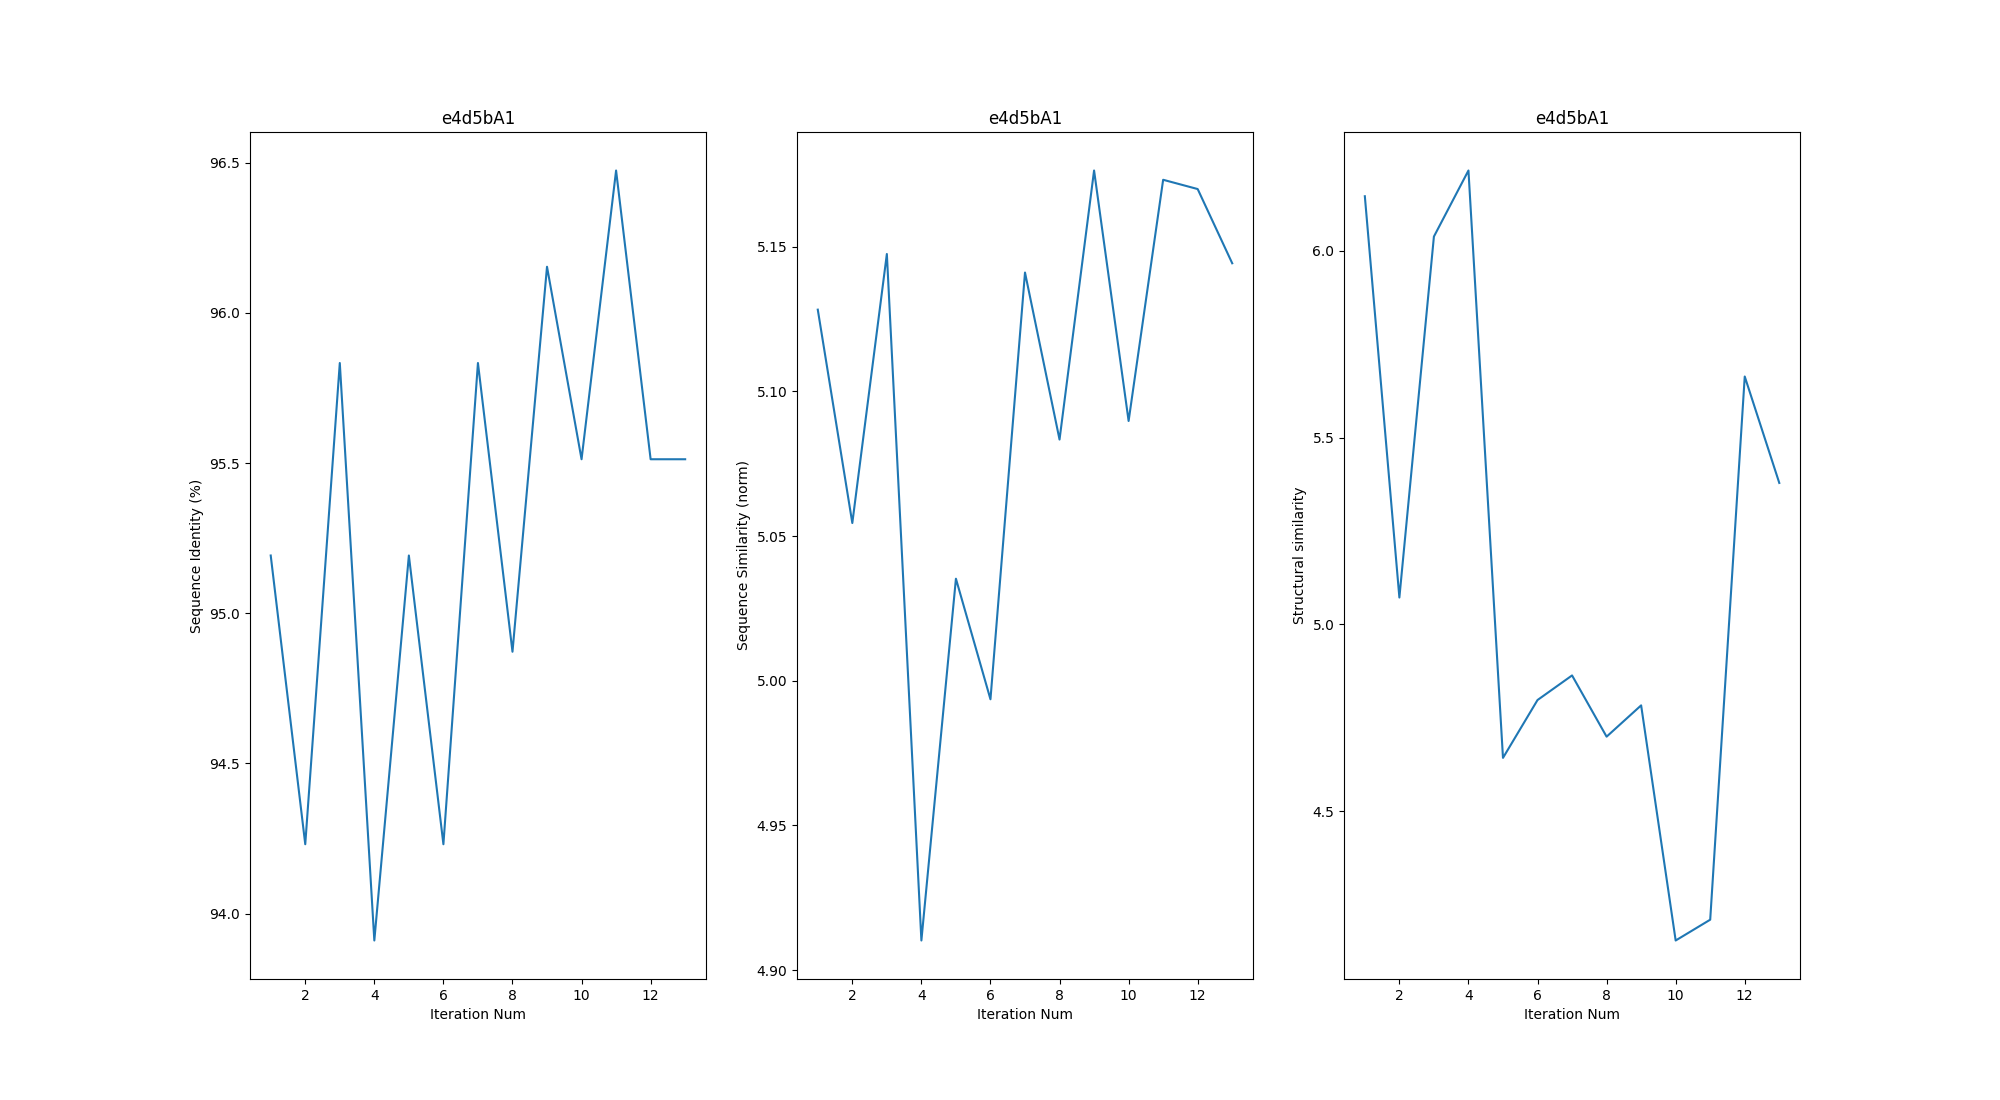 e4d5bA1
Sequence Identity (%)
96.5
96.0
95.5
95.0
94.5
94.0
2 4 6 8 10 12
Iteration Num
e4d5bA1
Sequence Similarity (norm)
5.15
5.10
5.05
5.00
4.95
4.90
2 4 6 8 10 12
Iteration Num
e4d5bA1
Structural similarity
6.0
5.5
5.0
4.5
2 4 6 8 10 12
Iteration Num